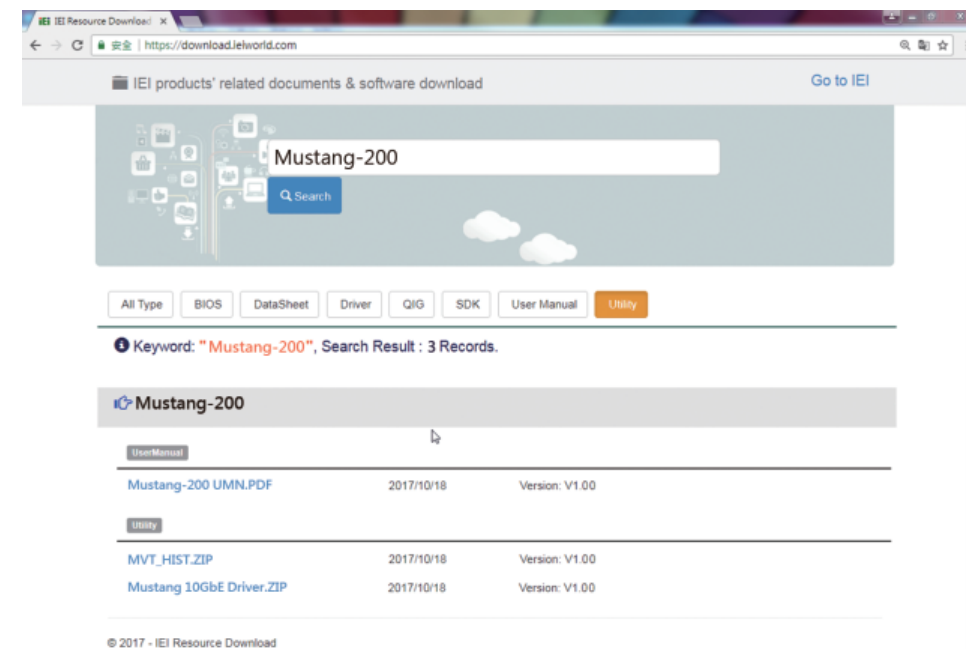 IEI IEI Resource Download
安全 | https://download.ieiworld.com
IEI products' related documents & software download
Go to IEI
Mustang-200
Search
All Type
BIOS
DataSheet
Driver
QIG
SDK
User Manual
Utility
Keyword: "Mustang-200", Search Result : 3 Records.
Mustang-200
UserManual
Mustang-200 UMN.PDF 2017/10/18 Version: V1.00
Utility
MVT_HIST.ZIP 2017/10/18 Version: V1.00
Mustang 10GbE Driver.ZIP 2017/10/18 Version: V1.00
© 2017 - IEI Resource Download